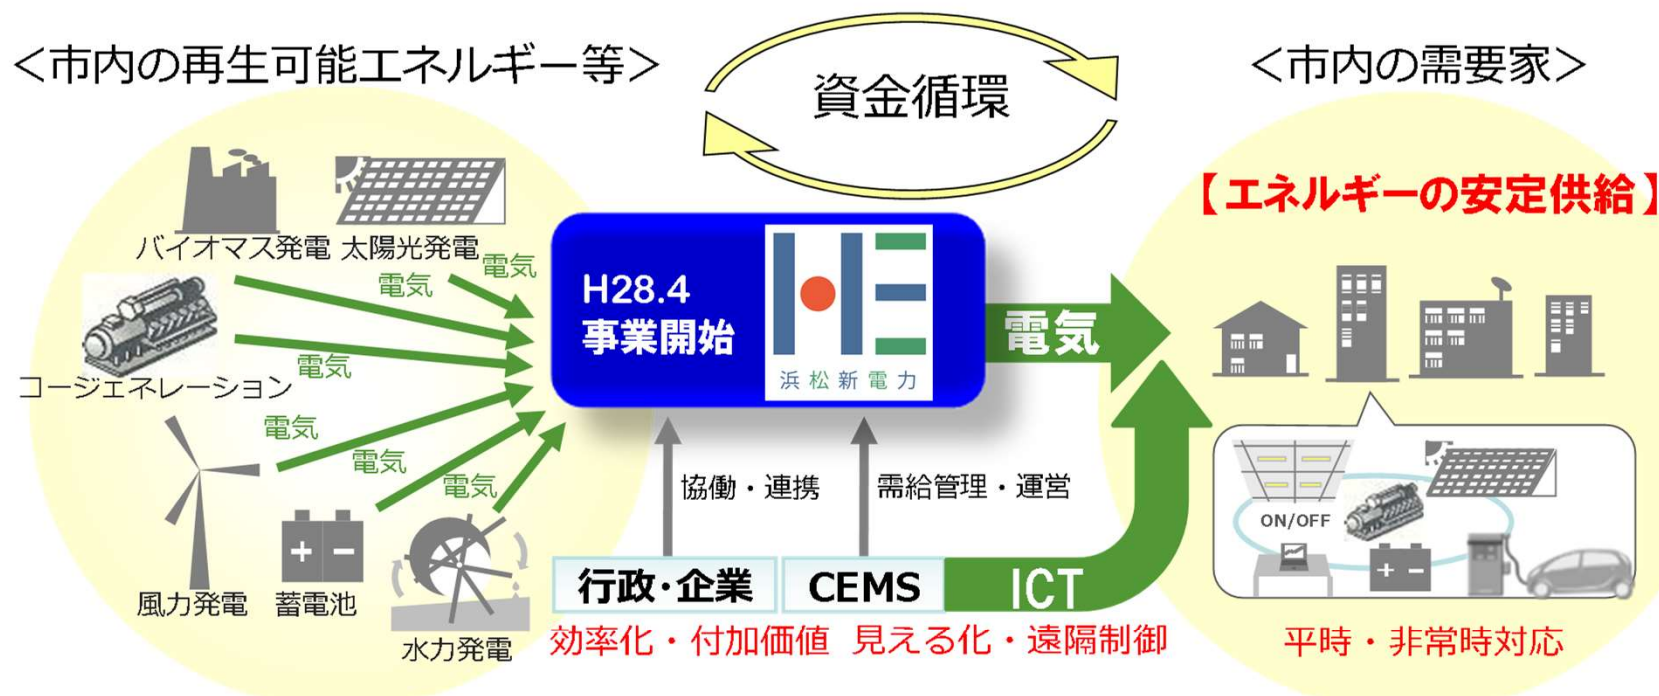 ＜市内の再生可能エネルギー等＞
資金循環
＜市内の需要家＞
【エネルギーの安定供給】
バイオマス発電
太陽光発電
電気
電気
コージェネレーション
電気
電気
電気
電気
風力発電
蓄電池
水力発電
H28.4
事業開始
浜松新電力
電気
協働・連携
需給管理・運営
行政・企業
CEMS
ICT
効率化・付加価値
見える化・遠隔制御
ON/OFF
平時・非常時対応